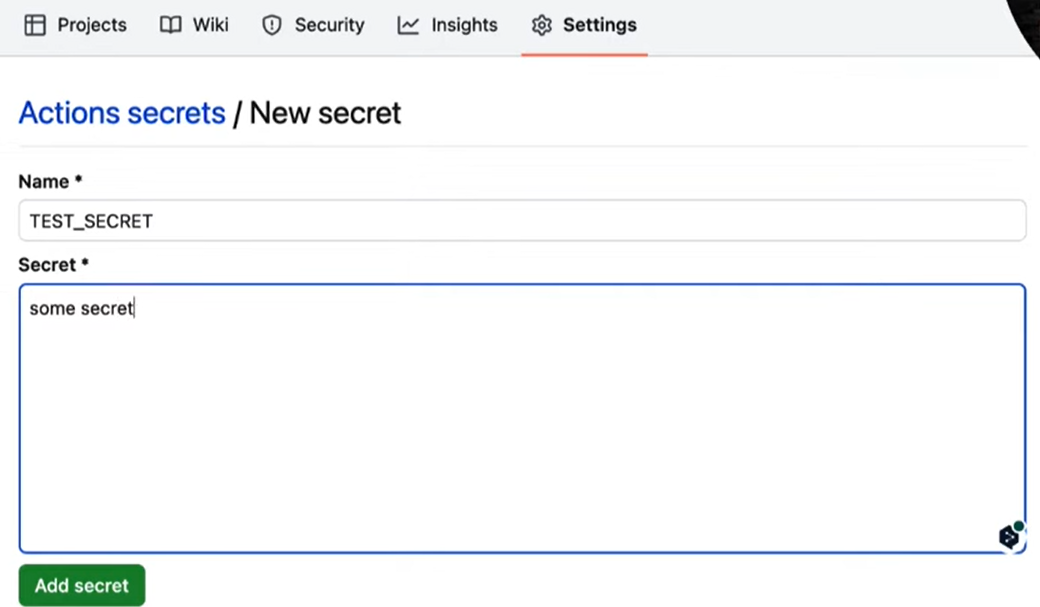 Projects Wiki Security Insights Settings
Actions secrets / New secret
Name *
TEST_SECRET
Secret *
some secret
Add secret